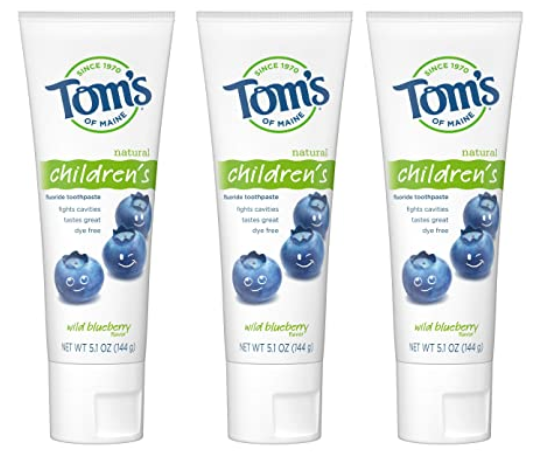 SINCE 1970
Tom's
OF MAINE
natural
children's
fluoride toothpaste
fights cavities
tastes great
dye free
wild blueberry
flavor
NET WT 5.1 OZ (144 g)
SINCE 1970
Tom's
OF MAINE
natural
children's
fluoride toothpaste
fights cavities
tastes great
dye free
wild blueberry
flavor
NET WT 5.1 OZ (144 g)
SINCE 1970
Tom's
OF MAINE
natural
children's
fluoride toothpaste
fights cavities
tastes great
dye free
wild blueberry
flavor
NET WT 5.1 OZ (144 g)